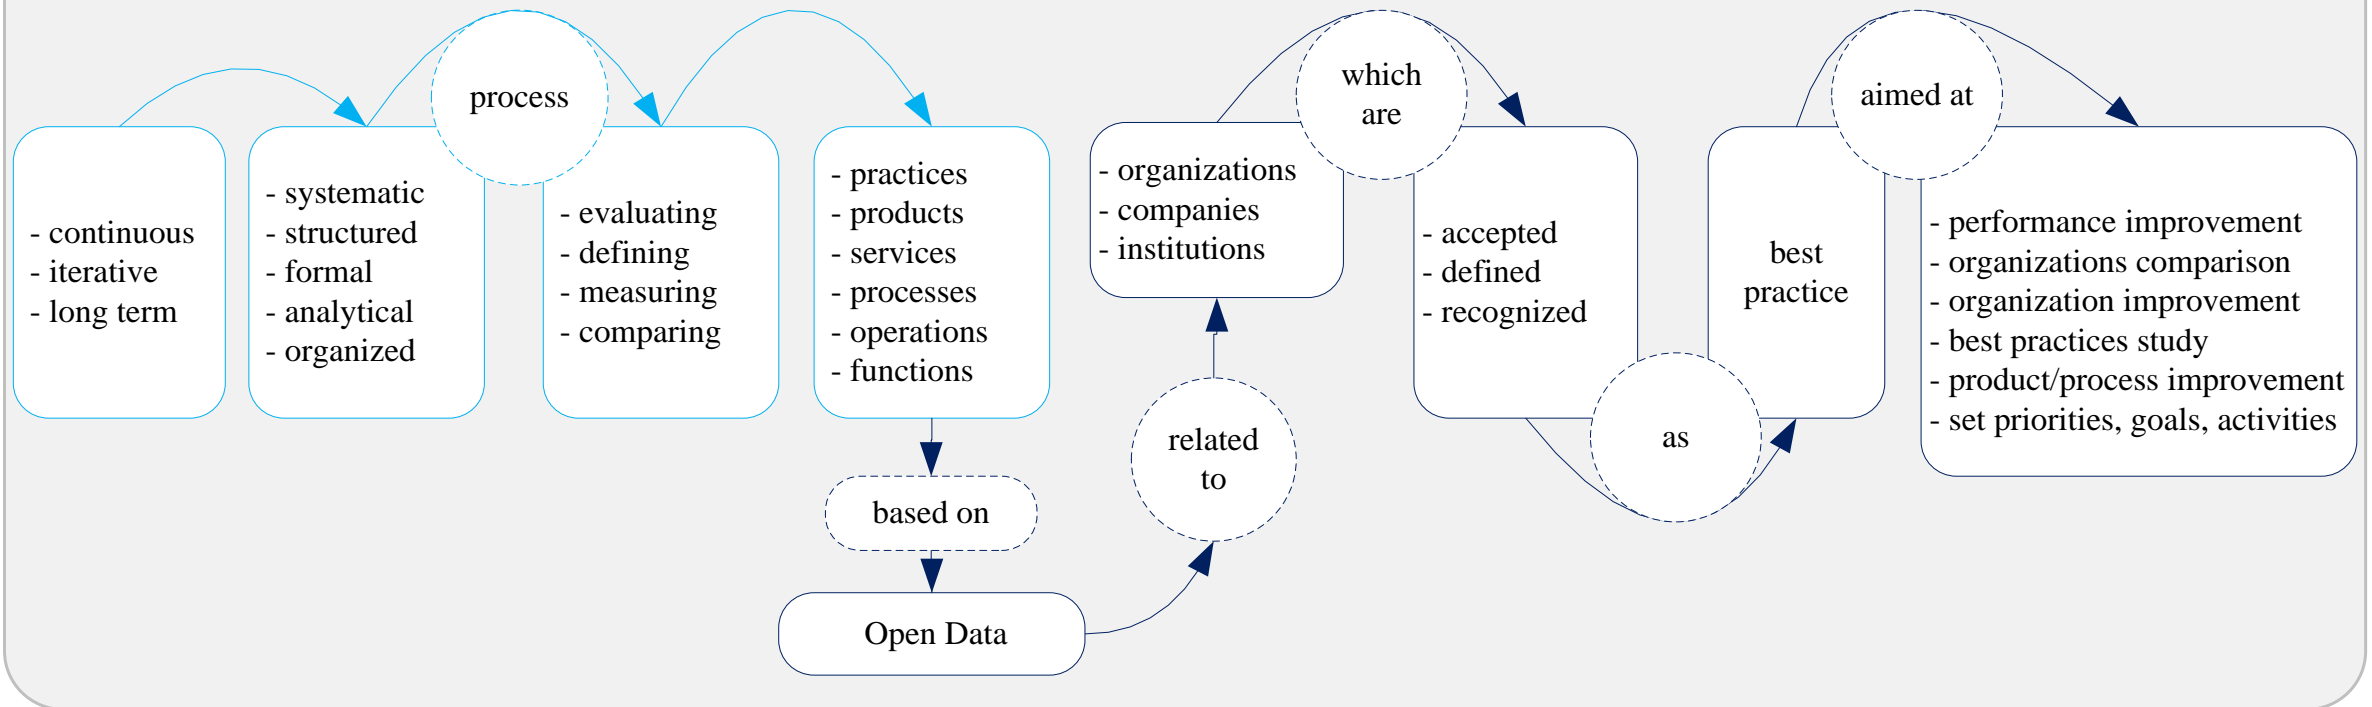 - continuous
- iterative
- long term
- systematic
- structured
- formal
- analytical
- organized
process
- evaluating
- defining
- measuring
- comparing
- practices
- products
- services
- processes
- operations
- functions
based on
Open Data
related
to
- organizations
- companies
- institutions
which
are
- accepted
- defined
- recognized
as
best
practice
aimed at
- performance improvement
- organizations comparison
- organization improvement
- best practices study
- product/process improvement
- set priorities, goals, activities